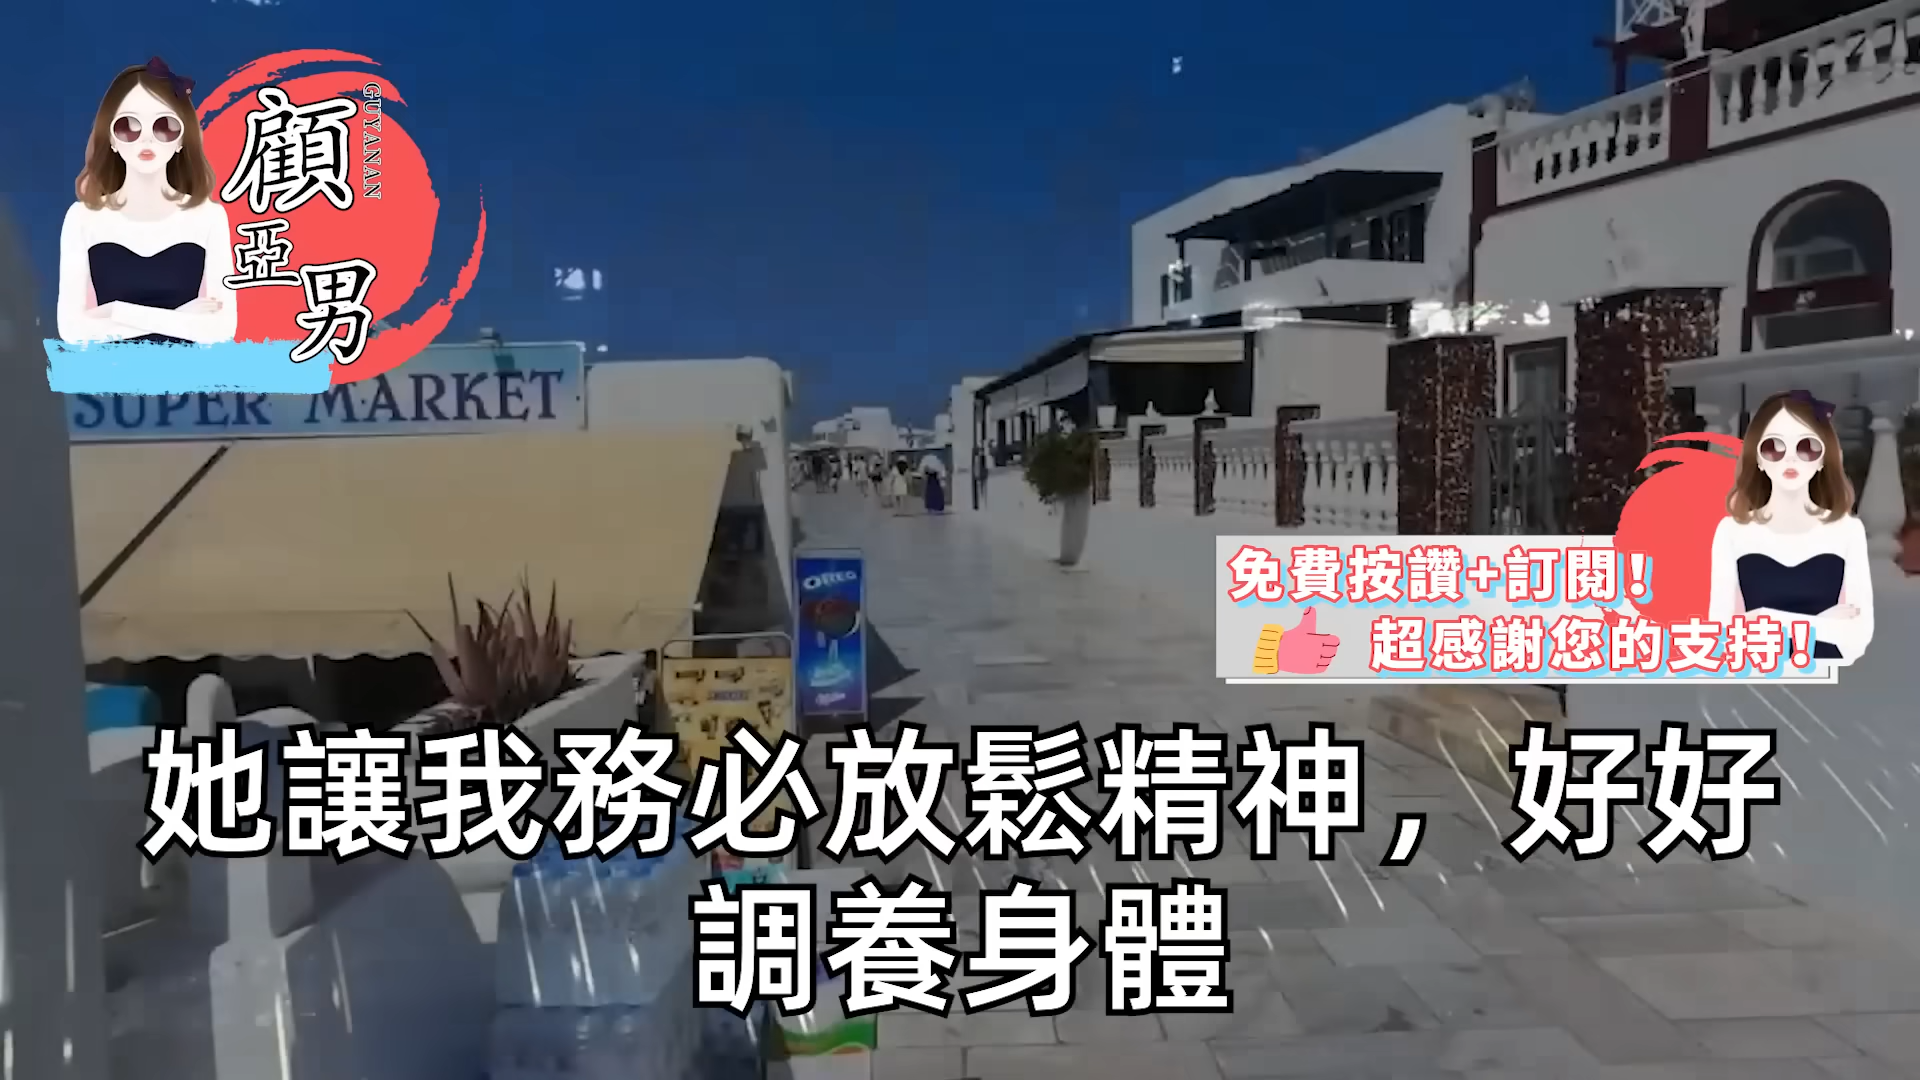 顧亞男
GUYANAN
SUPER MARKET
OREO
免費按讚+訂閱!
超感謝您的支持!
她讓我務必放鬆精神，好好
調養身體